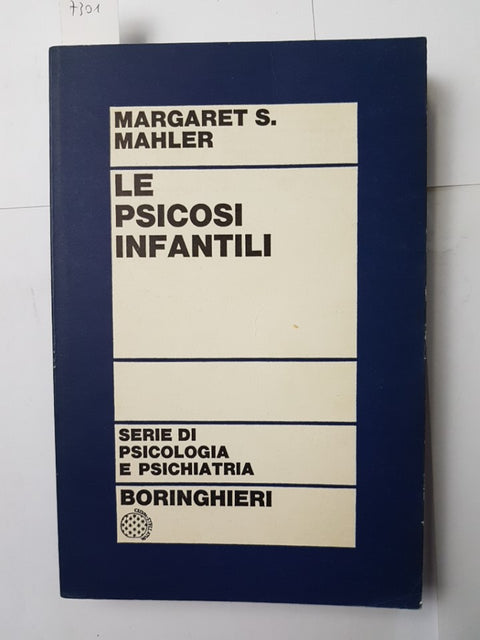 7301
MARGARET S.
MAHLER
LE
PSICOSI
INFANTILI
SERIE DI
PSICOLOGIA
E PSICHIATRIA
BORINGHIERI